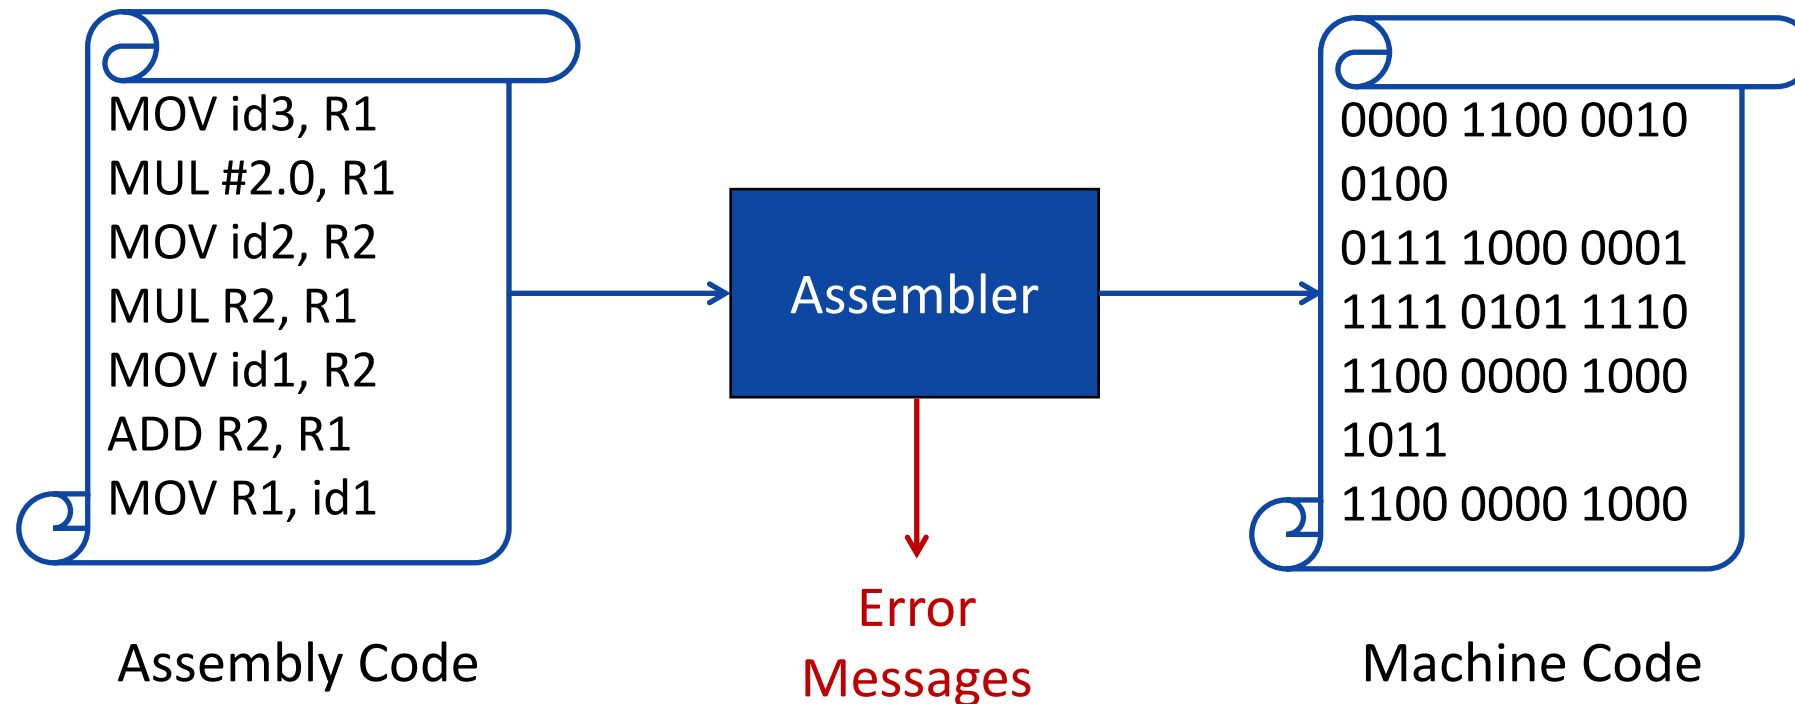 MOV id3, R1
MUL #2.0, R1
MOV id2, R2
MUL R2, R1
MOV id1, R2
ADD R2, R1
MOV R1, id1
Assembly Code
Assembler
Error
Messages
0000 1100 0010
0100
0111 1000 0001
1111 0101 1110
1100 0000 1000
1011
1100 0000 1000
Machine Code